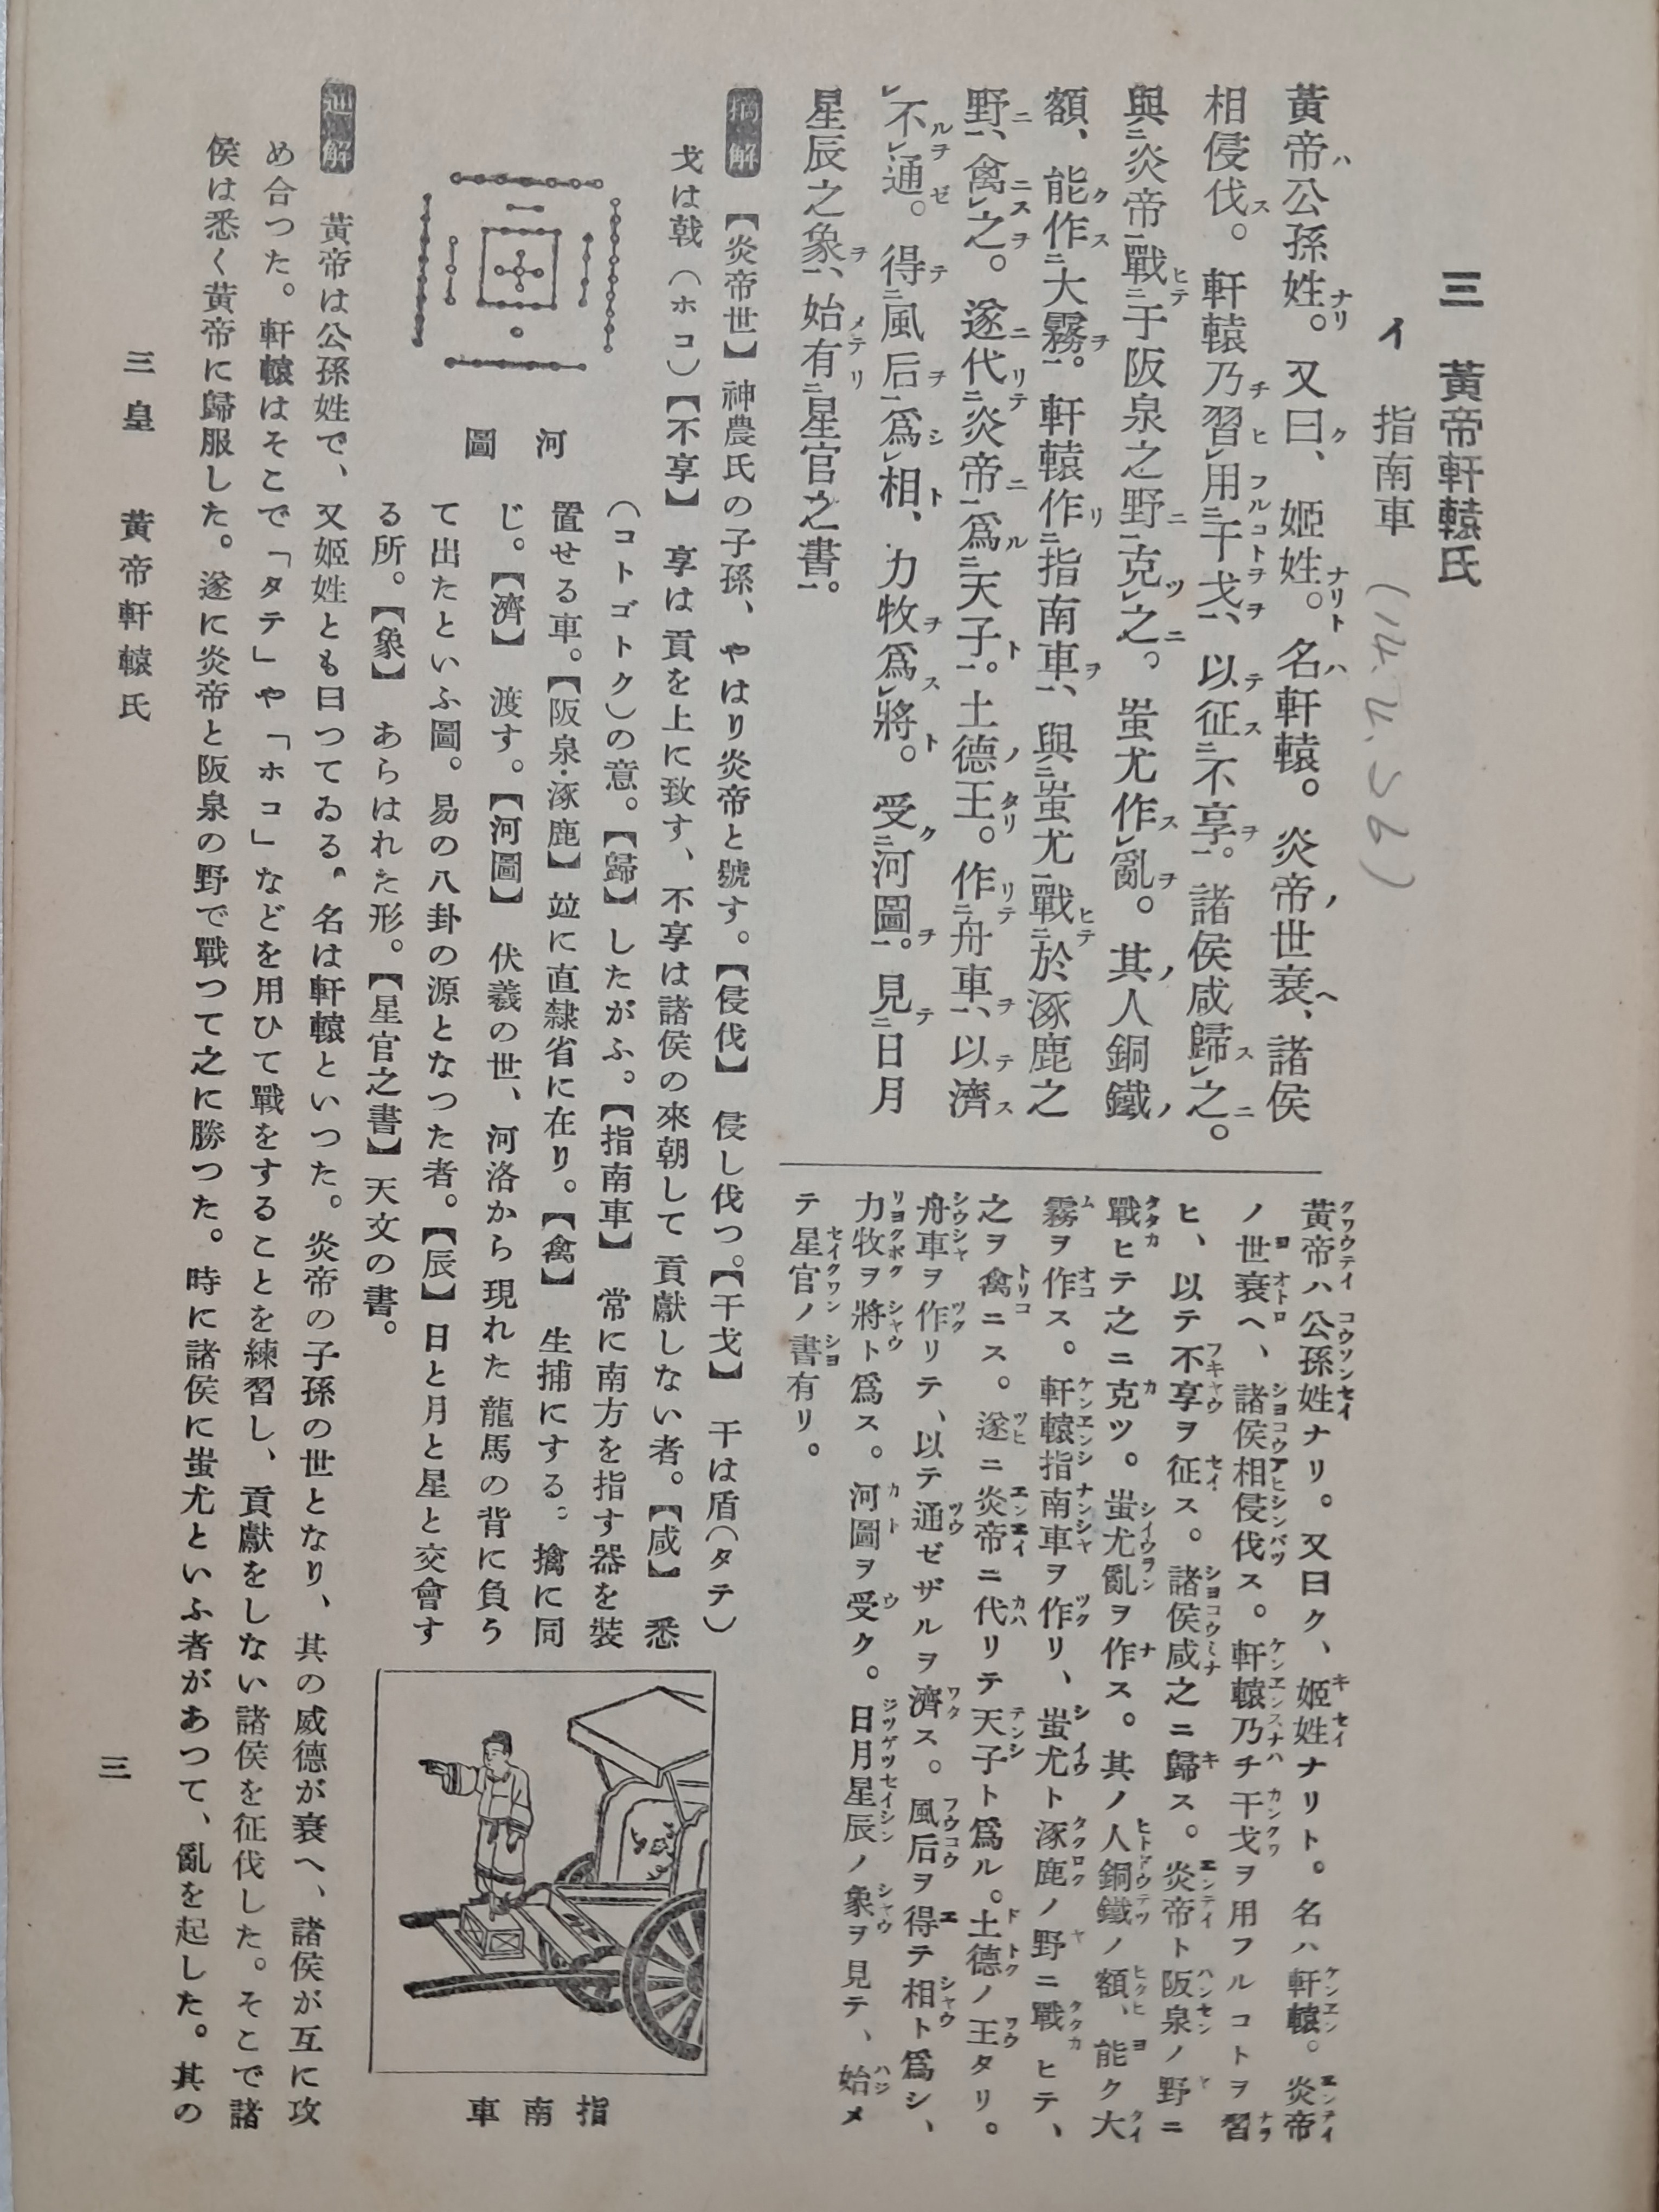 三　黃帝軒轅氏
イ　指南車　(14.4.26)
黃帝公孫姓。又曰、姬姓。名軒轅。炎帝世衰、諸侯
相侵伐。軒轅乃習用干戈、以征不享。諸侯咸歸之。
與炎帝戰于阪泉之野克之。蚩尤作亂。其人銅鐵
額、能作大霧。軒轅作指南車、與蚩尤戰於涿鹿之
野、禽之。遂代炎帝爲天子。土德王。作舟車、以濟
不通。得風后爲相、力牧爲將。受河圖。見日月
星辰之象、始有星官之書。
黃帝ハ公孫姓ナリ。又曰ク、姬姓ナリト。名ハ軒轅。炎帝
ノ世衰ヘ、諸侯相侵伐ス。軒轅乃チ干戈ヲ用フルコトヲ習
ヒ、以テ不享ヲ征ス。諸侯咸之ニ歸ス。炎帝ト阪泉ノ野ニ
戰ヒテ之ニ克ツ。蚩尤亂ヲ作ス。其ノ人銅鐵ノ額、能ク大
霧ヲ作ス。軒轅指南車ヲ作リ、蚩尤ト涿鹿ノ野ニ戰ヒテ、
之ヲ禽ニス。遂ニ炎帝ニ代リテ天子ト爲ル。土德ノ王タリ。
舟車ヲ作リテ、以テ通ゼザルヲ濟ス。風后ヲ得テ相ト爲シ、
力牧ヲ將ト爲ス。河圖ヲ受ク。日月星辰ノ象ヲ見テ、始メ
テ星官ノ書有リ。
摘解　【炎帝世】神農氏の子孫、やはり炎帝と號す。【侵伐】　侵し伐つ。【干戈】　干は盾(タテ)
戈は戟(ホコ)【不享】　享は貢を上に致す、不享は諸侯の來朝して貢獻しない者。【咸】　悉
(コトゴトク)の意。【歸】したがふ。【指南車】　常に南方を指す器を裝
置せる車。【阪泉·涿鹿】竝に直隸省に在り。【禽】　生捕にする。擒に同
じ。【濟】　渡す。【河圖】　伏羲の世、河洛から現れた龍馬の背に負う
て出たといふ圖。易の八卦の源となつた者。【辰】日と月と星と交會す
る所。【象】　あらはれた形。【星官之書】天文の書。
河圖
指南車
通解　黃帝は公孫姓で、又姬姓とも曰つてゐる。名は軒轅といつた。炎帝の子孫の世となり、其の威德が衰へ、諸侯が互に攻
め合つた。軒轅はそこで「タテ」や「ホコ」などを用ひて戰をすることを練習し、貢獻をしない諸侯を征伐した。そこで諸
侯は悉く黃帝に歸服した。遂に炎帝と阪泉の野で戰つて之に勝つた。時に諸侯に蚩尤といふ者があつて、亂を起した。其の
三皇　黃帝軒轅氏
三